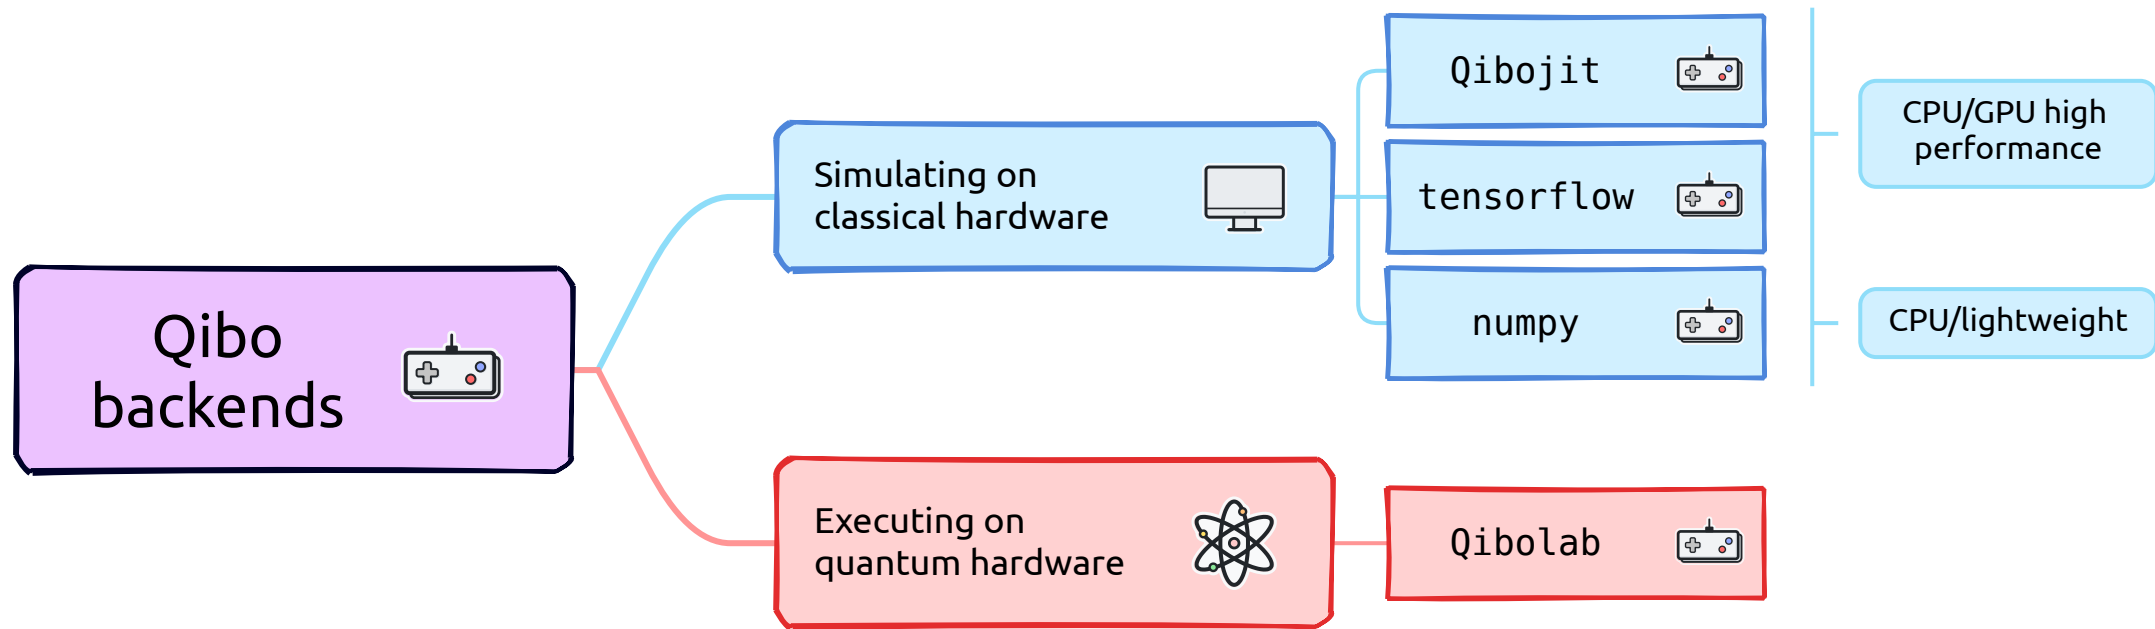 Qibo
backends
Simulating on
classical hardware
Qibojit
tensorflow
numpy
CPU/GPU high
performance
CPU/lightweight
Executing on
quantum hardware
Qibolab